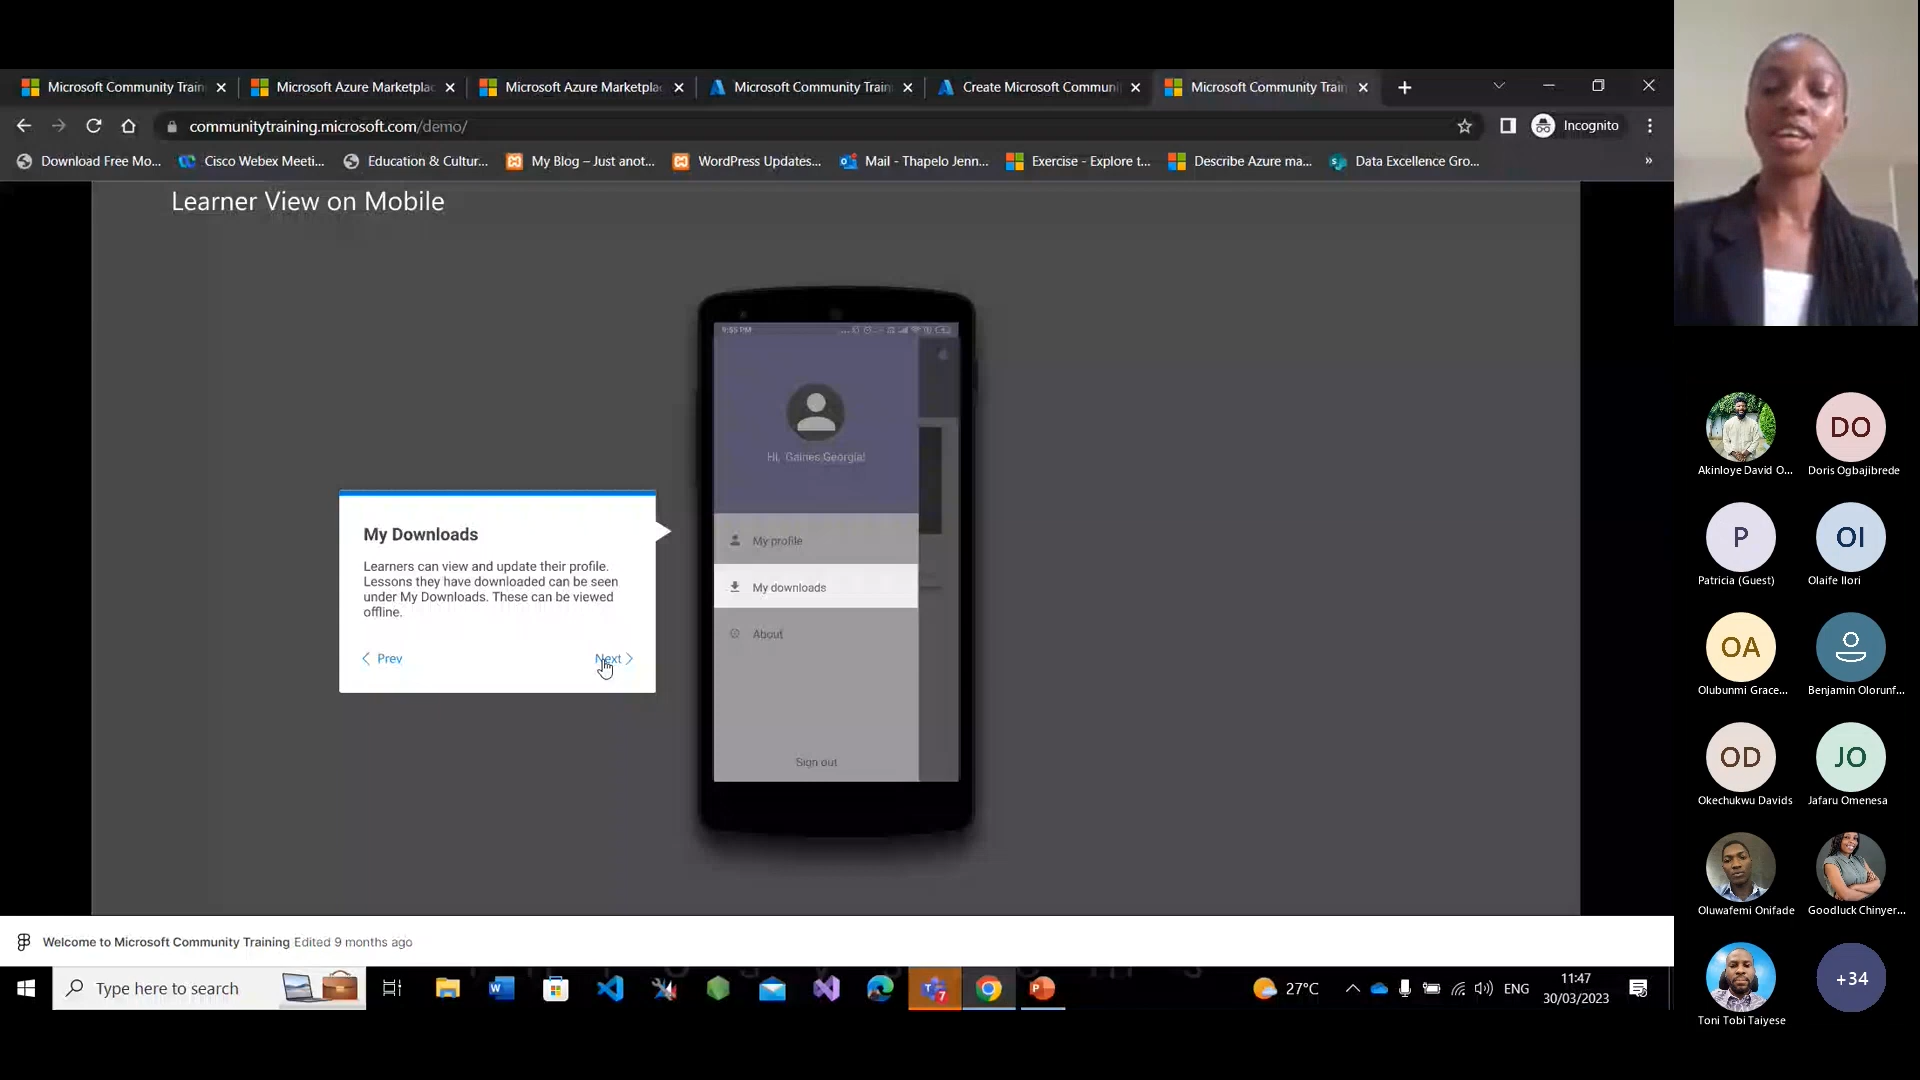 Microsoft Community Train
Microsoft Azure Marketplac
Microsoft Azure Marketplac
Microsoft Community Train
Create Microsoft Communi
Microsoft Community Train
communitytraining.microsoft.com/demo/
Incognito
Download Free Mo...
Cisco Webex Meeti...
Education & Cultur...
My Blog – Just anot...
WordPress Updates...
Mail - Thapelo Jenn...
Exercise - Explore t...
Describe Azure ma...
Data Excellence Gro...
»
Learner View on Mobile
9:55 PM
Hi, Gaines Georgia!
My profile
My downloads
About
Sign out
My Downloads
Learners can view and update their profile.
Lessons they have downloaded can be seen
under My Downloads. These can be viewed
offline.
Prev
Next
Welcome to Microsoft Community Training Edited 9 months ago
Type here to search
7
27°C
ENG
11:47
30/03/2023
Akinloye David O...
DO
Doris Ogbajibrede
P
Patricia (Guest)
OI
Olaife Ilori
OA
Olubunmi Grace...
Benjamin Olorunf...
OD
Okechukwu Davids
JO
Jafaru Omenesa
Oluwafemi Onifade
Goodluck Chinyer...
Toni Tobi Taiyese
+34